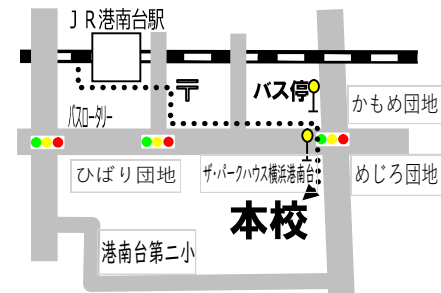 ＪＲ港南台駅
〒
バス停
バスロータリー
かもめ団地
ひばり団地
ザ・パークハウス横浜港南台
めじろ団地
本校
港南台第二小